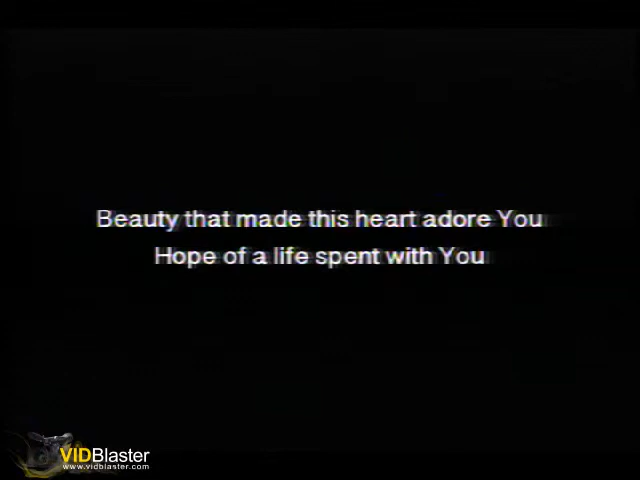 Beauty that made this heart adore You
Hope of a life spent with You
VIDBlaster
www.vidblaster.com